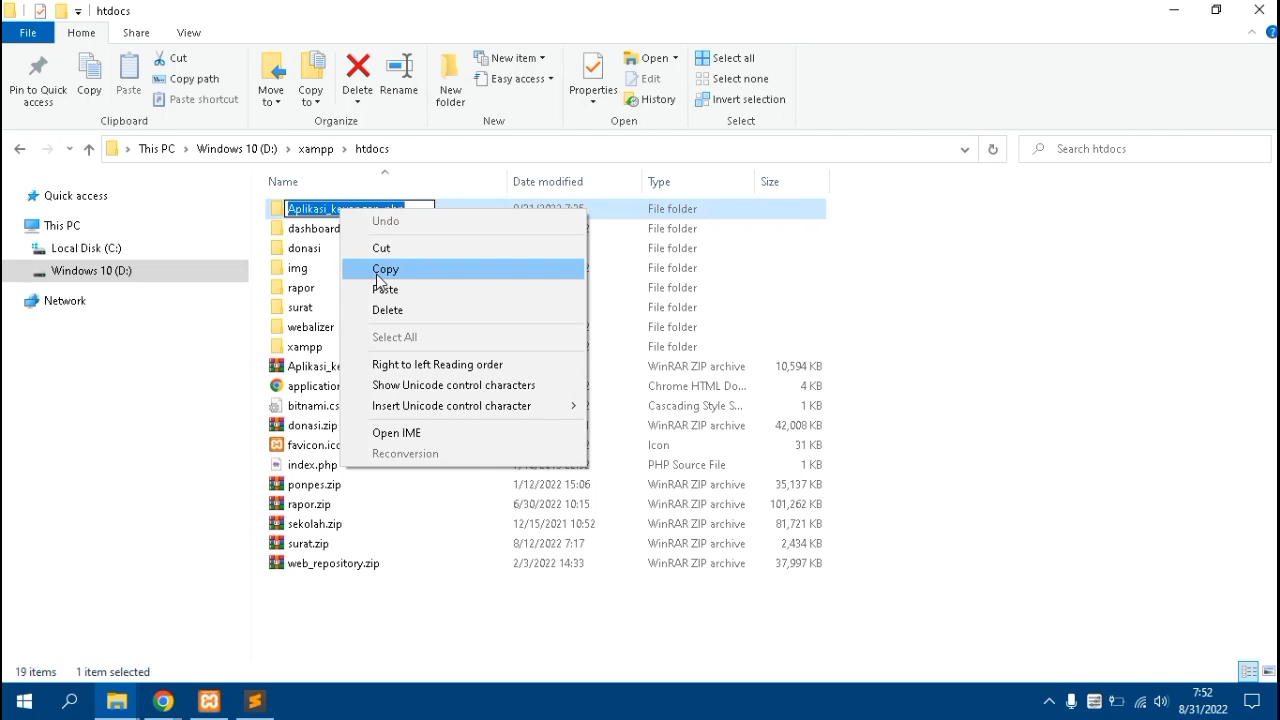 htdocs
File Home Share View
Pin to Quick access
Copy
Paste
Cut
Copy path
Paste shortcut
Clipboard
Move to
Copy to
Delete
Rename
Organize
New folder
New item
Easy access
New
Properties
Open
Edit
History
Open
Select all
Select none
Invert selection
Select
This PC Windows 10 (D:) xampp htdocs
Search htdocs
Quick access
This PC
Local Disk (C:)
Windows 10 (D:)
Network
Name Date modified Type Size
File folder
dashboard File folder
donasi File folder
img File folder
rapor File folder
surat File folder
webalizer File folder
xampp File folder
Aplikasi_ke WinRAR ZIP archive 10,594 KB
application Chrome HTML Do... 4 KB
bitnami.cs Cascading Style S... 1 KB
donasi.zip WinRAR ZIP archive 42,008 KB
favicon.ico Icon 31 KB
index.php PHP Source File 1 KB
ponpes.zip 1/12/2022 15:06 WinRAR ZIP archive 35,137 KB
rapor.zip 6/30/2022 10:15 WinRAR ZIP archive 101,262 KB
sekolah.zip 12/15/2021 10:52 WinRAR ZIP archive 81,721 KB
surat.zip 8/12/2022 7:17 WinRAR ZIP archive 2,434 KB
web_repository.zip 2/3/2022 14:33 WinRAR ZIP archive 37,997 KB
Undo
Cut
Copy
Paste
Delete
Select All
Right to left Reading order
Show Unicode control characters
Insert Unicode control character
Open IME
Reconversion
19 items 1 item selected
7:52
8/31/2022